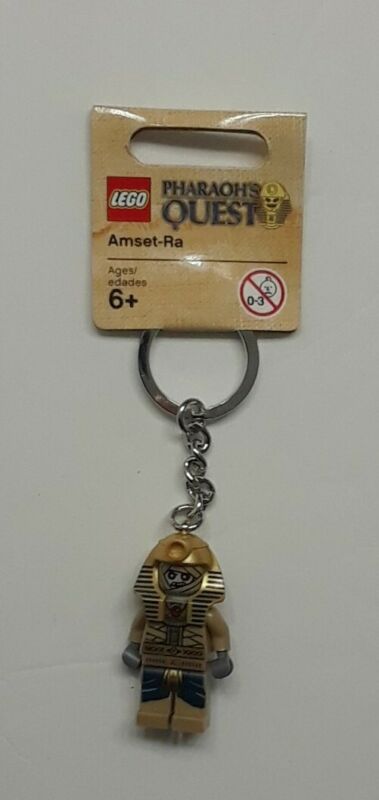 LEGO
PHARAOH'S
QUEST
Amset-Ra
Ages/
edades
6+
0-3